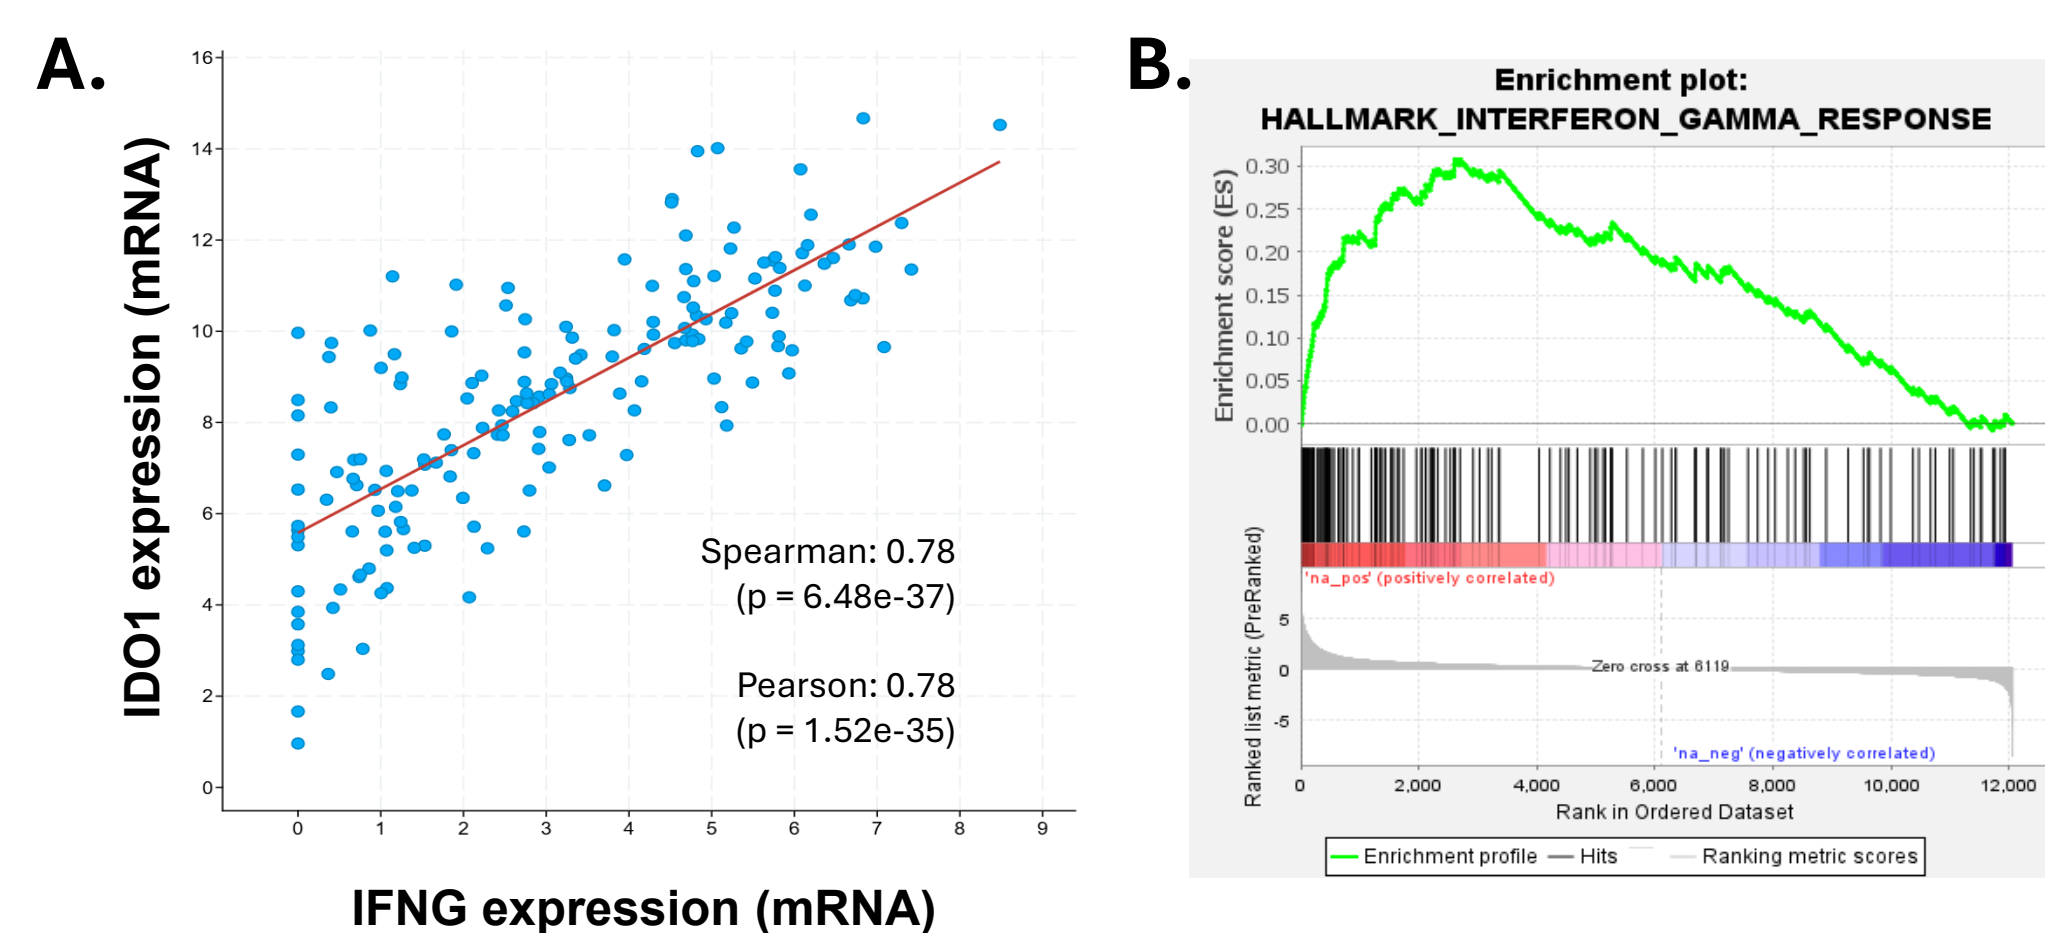 A.
16
14
12
10
8
6
4
2
0
IDO1 expression (mRNA)
Spearman: 0.78
(p = 6.48e-37)
Pearson: 0.78
(p = 1.52e-35)
0 1 2 3 4 5 6 7 8 9
IFNG expression (mRNA)
B.
Enrichment plot:
HALLMARK_INTERFERON_GAMMA_RESPONSE
Enrichment score (ES)
0.30
0.25
0.20
0.15
0.10
0.05
0.00
'na_pos' (positively correlated)
Ranked list metric (PreRanked)
5
0
-5
Zero cross at 6119
'na_neg' (negatively correlated)
0 2,000 4,000 6,000 8,000 10,000 12,000
Rank in Ordered Dataset
Enrichment profile Hits Ranking metric scores